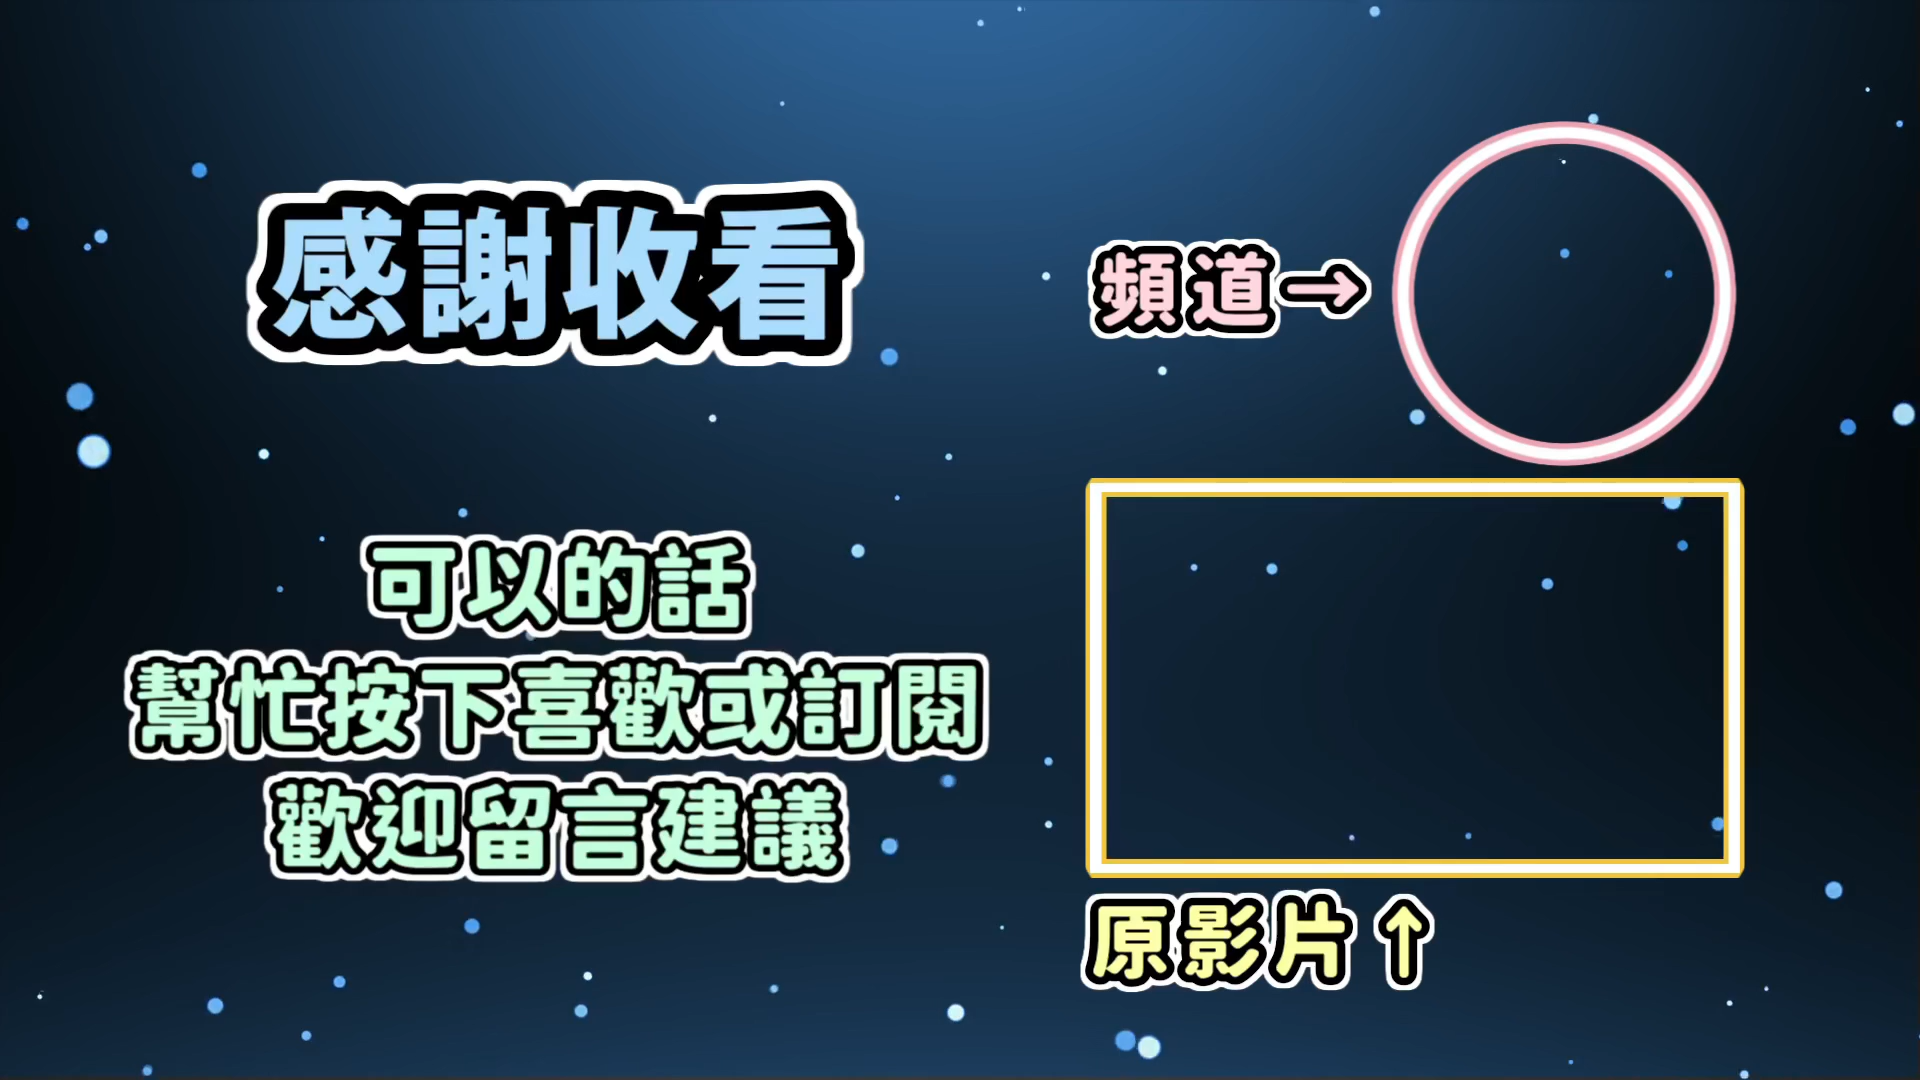 感謝收看
頻道→
可以的話
幫忙按下喜歡或訂閱
歡迎留言建議
原影片↑